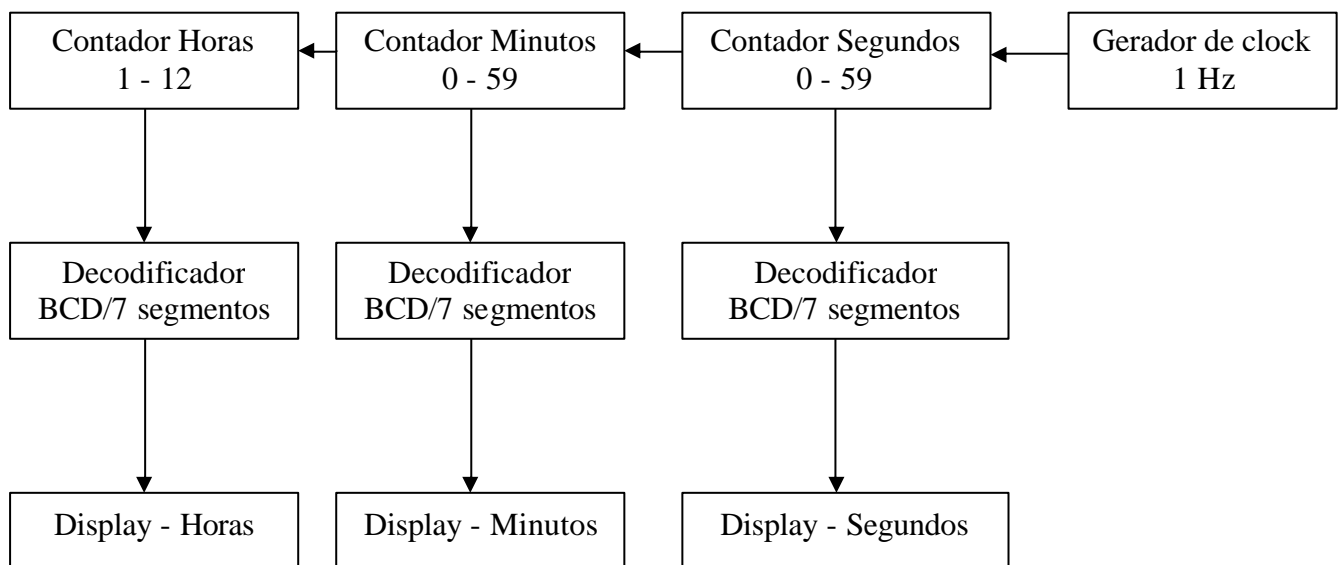 Contador Horas
1 - 12
Contador Minutos
0 - 59
Contador Segundos
0 - 59
Gerador de clock
1 Hz
Decodificador
BCD/7 segmentos
Decodificador
BCD/7 segmentos
Decodificador
BCD/7 segmentos
Display - Horas
Display - Minutos
Display - Segundos